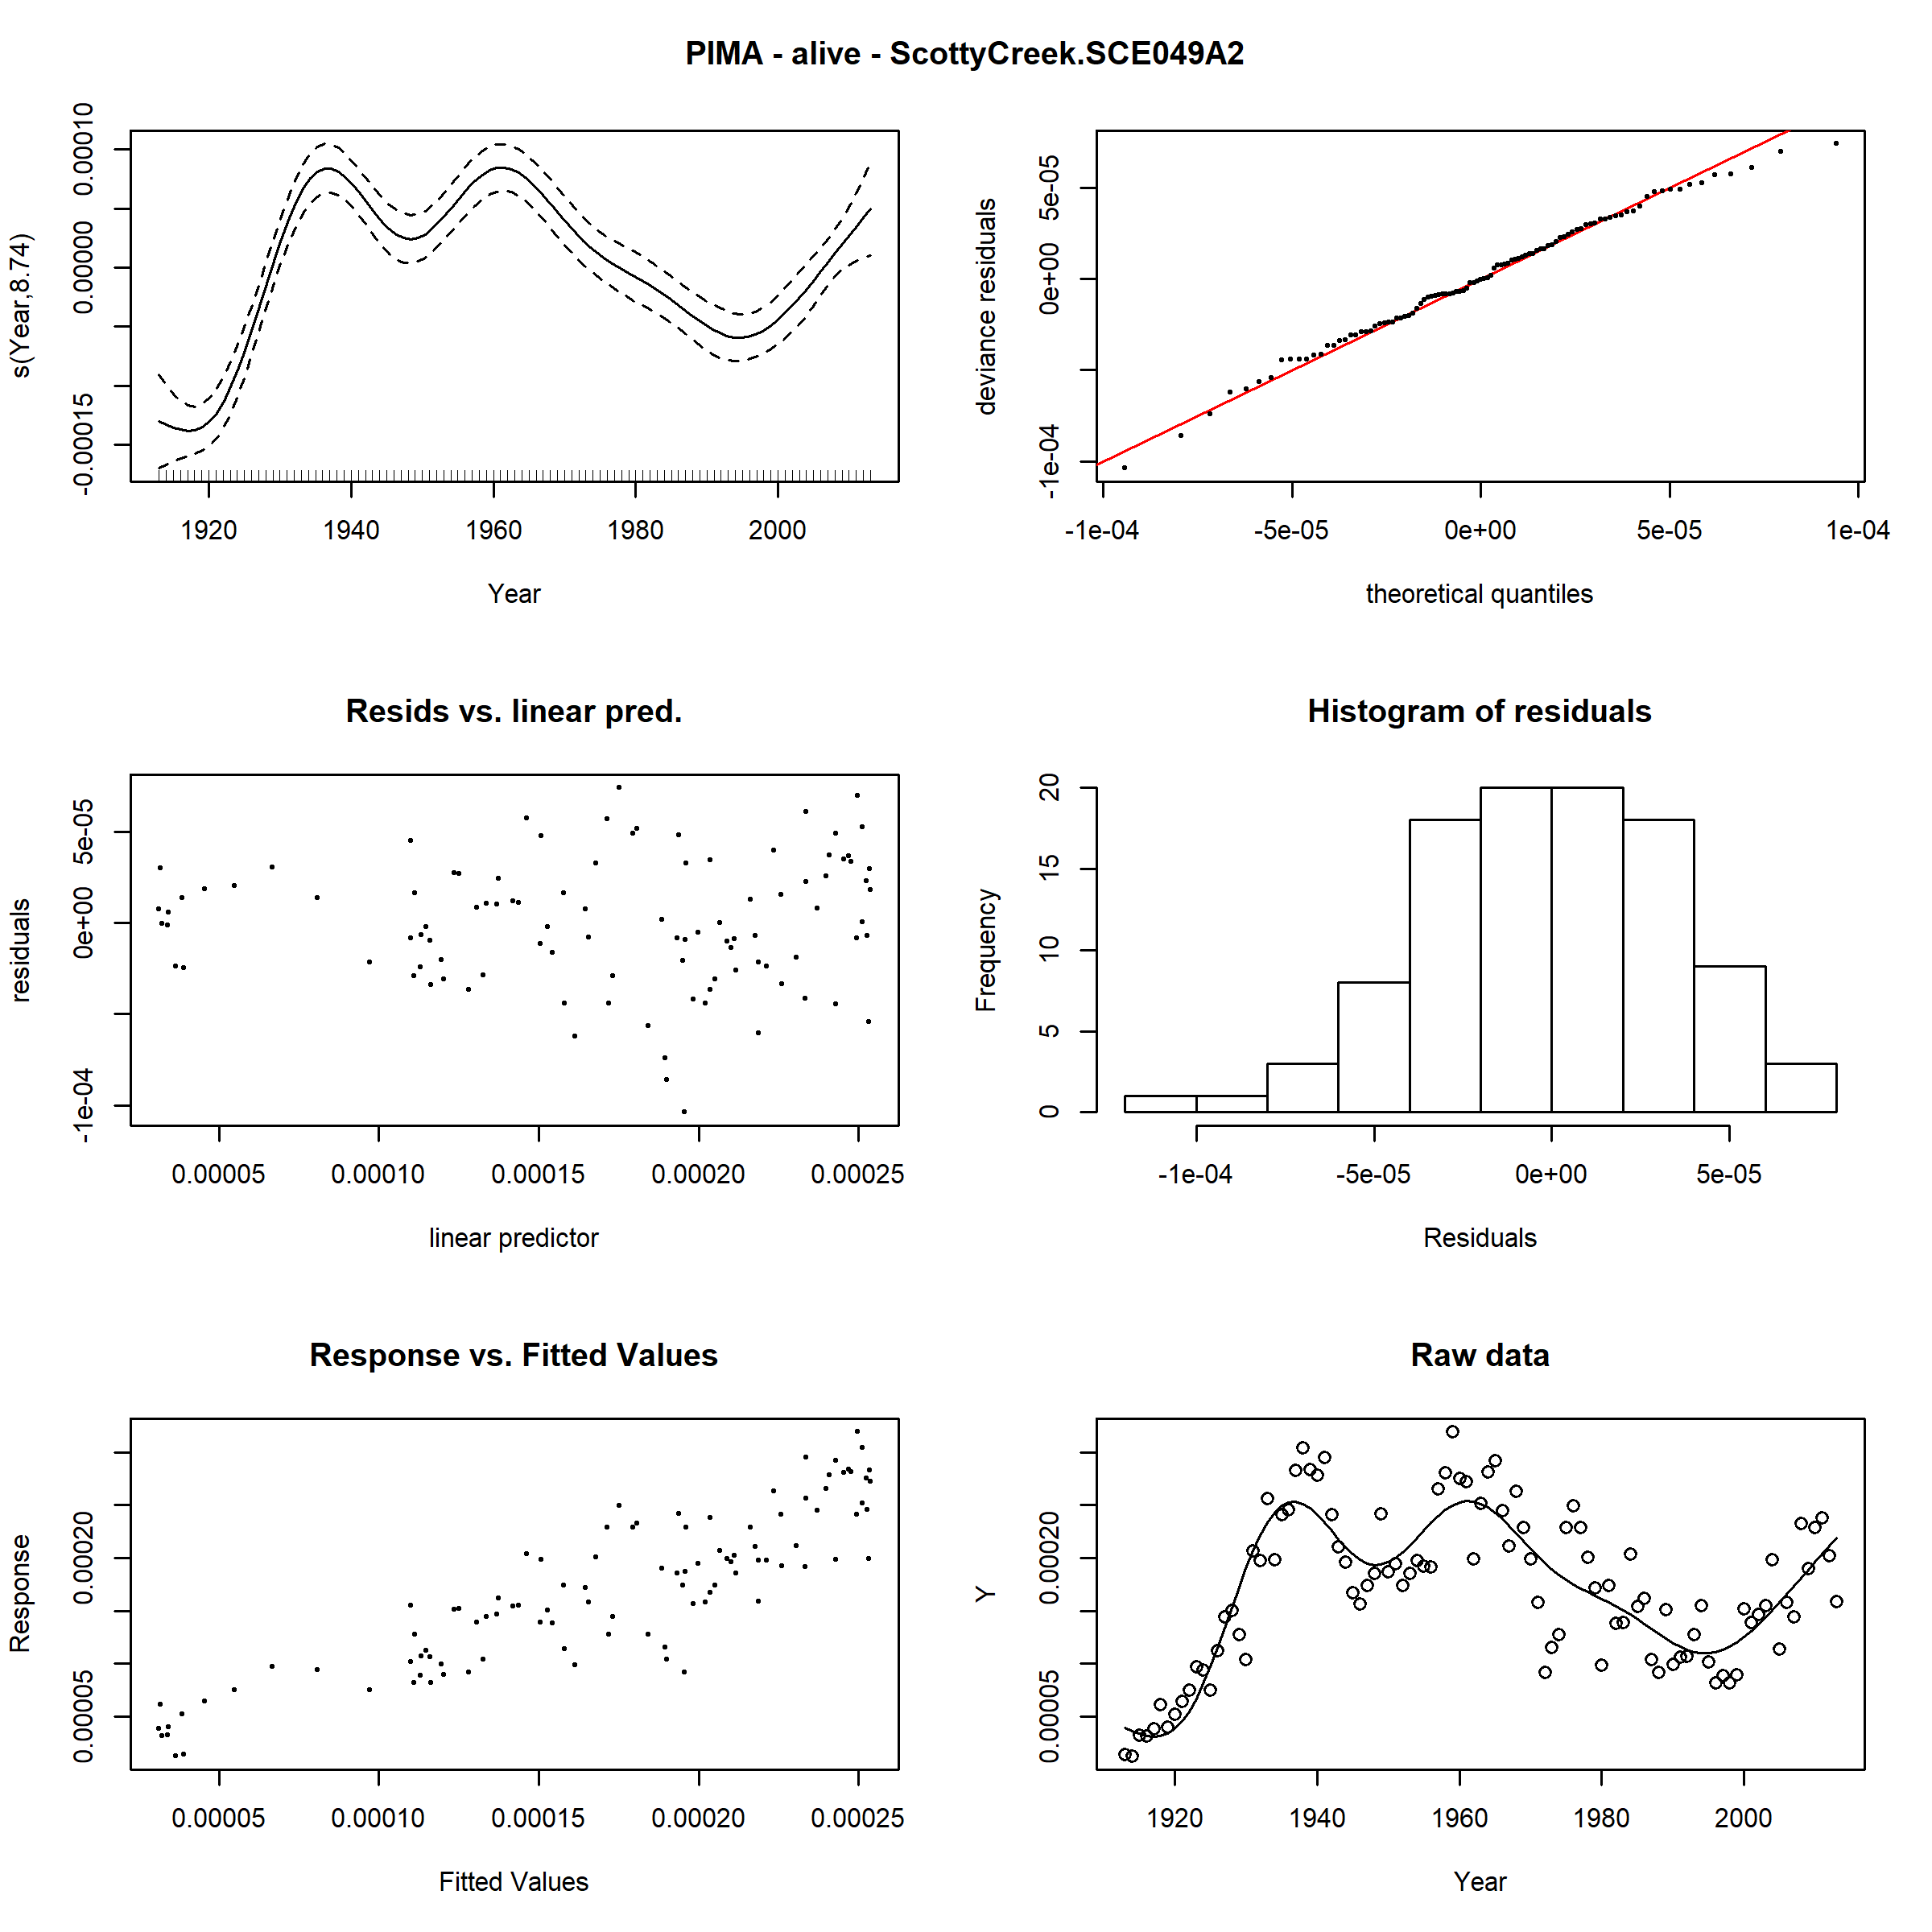 PIMA - alive - ScottyCreek.SCE049A2
s(Year,8.74)
0.00010
0.00000
-0.00015
1920 1940 1960 1980 2000
Year
deviance residuals
5e-05
0e+00
-1e-04
-1e-04 -5e-05 0e+00 5e-05 1e-04
theoretical quantiles
Resids vs. linear pred.
residuals
5e-05
0e+00
-1e-04
0.00005 0.00010 0.00015 0.00020 0.00025
linear predictor
Histogram of residuals
Frequency
20
15
10
5
0
-1e-04 -5e-05 0e+00 5e-05
Residuals
Response vs. Fitted Values
Response
0.00020
0.00005
0.00005 0.00010 0.00015 0.00020 0.00025
Fitted Values
Raw data
Y
0.00020
0.00005
1920 1940 1960 1980 2000
Year